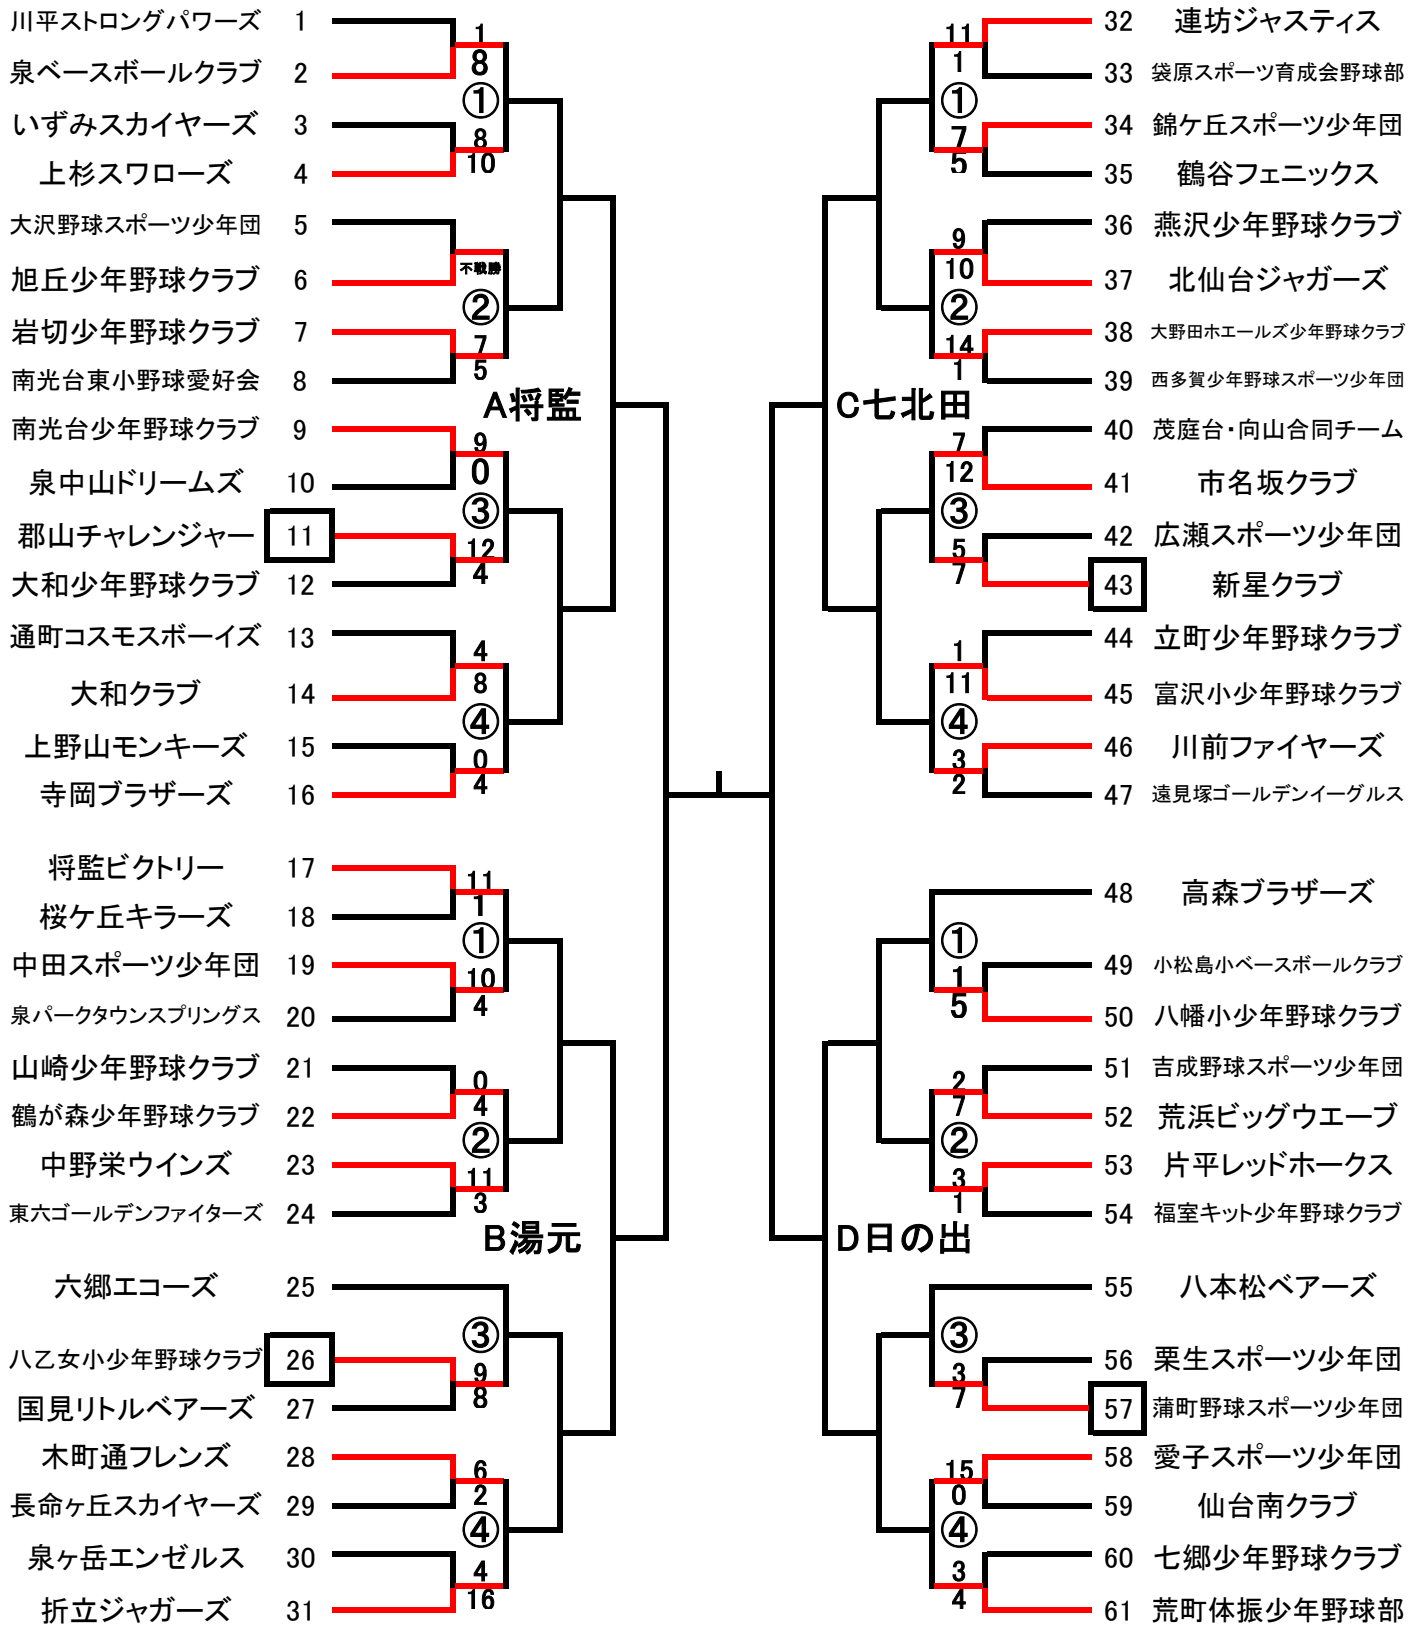 川平ストロングパワーズ 1
泉ベースボールクラブ 2
1
8
①
いずみスカイヤーズ 3
上杉スワローズ 4
8
10
大沢野球スポーツ少年団 5
旭丘少年野球クラブ 6
不戦勝
②
岩切少年野球クラブ 7
南光台東小野球愛好会 8
7
5
A将監
南光台少年野球クラブ 9
泉中山ドリームズ 10
9
0
③
郡山チャレンジャー 11
大和少年野球クラブ 12
12
4
通町コスモスボーイズ 13
大和クラブ 14
4
8
④
上野山モンキーズ 15
寺岡ブラザーズ 16
0
4
将監ビクトリー 17
桜ケ丘キラーズ 18
11
1
①
中田スポーツ少年団 19
泉パークタウンスプリングス 20
10
4
山崎少年野球クラブ 21
鶴が森少年野球クラブ 22
0
4
②
中野栄ウインズ 23
東六ゴールデンファイターズ 24
11
3
B湯元
六郷エコーズ 25
③
八乙女小少年野球クラブ 26
国見リトルベアーズ 27
9
8
木町通フレンズ 28
長命ヶ丘スカイヤーズ 29
6
2
④
泉ヶ岳エンゼルス 30
折立ジャガーズ 31
4
16
32 連坊ジャスティス
33 袋原スポーツ育成会野球部
11
1
①
34 錦ケ丘スポーツ少年団
35 鶴谷フェニックス
7
5
36 燕沢少年野球クラブ
37 北仙台ジャガーズ
9
10
②
38 大野田ホエールズ少年野球クラブ
39 西多賀少年野球スポーツ少年団
14
1
C七北田
40 茂庭台・向山合同チーム
41 市名坂クラブ
7
12
③
42 広瀬スポーツ少年団
43 新星クラブ
5
7
44 立町少年野球クラブ
45 富沢小少年野球クラブ
1
11
④
46 川前ファイヤーズ
47 遠見塚ゴールデンイーグルス
3
2
48 高森ブラザーズ
①
49 小松島小ベースボールクラブ
50 八幡小少年野球クラブ
1
5
51 吉成野球スポーツ少年団
52 荒浜ビッグウエーブ
2
7
②
53 片平レッドホークス
54 福室キット少年野球クラブ
3
1
D日の出
55 八本松ベアーズ
③
56 栗生スポーツ少年団
57 蒲町野球スポーツ少年団
3
7
58 愛子スポーツ少年団
59 仙台南クラブ
15
0
④
60 七郷少年野球クラブ
61 荒町体振少年野球部
3
4